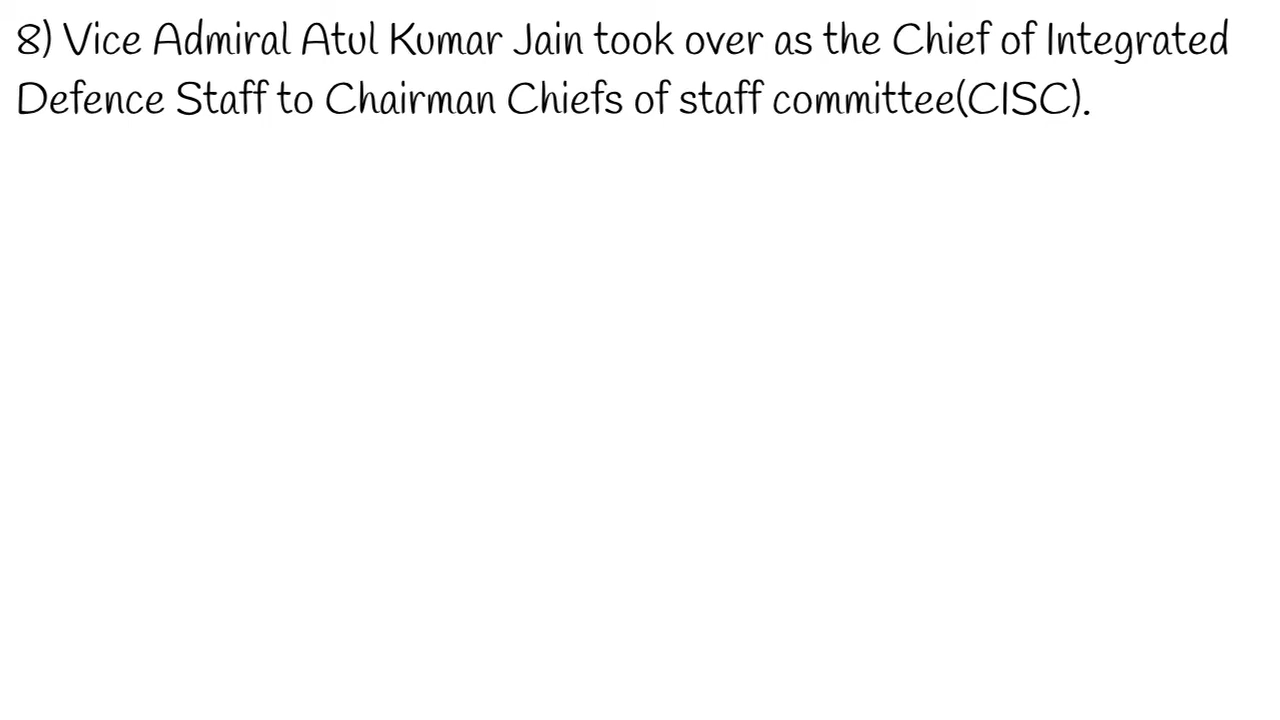 8) Vice Admiral Atul Kumar Jain took over as the Chief of Integrated
Defence Staff to Chairman Chiefs of staff committee(CISC).